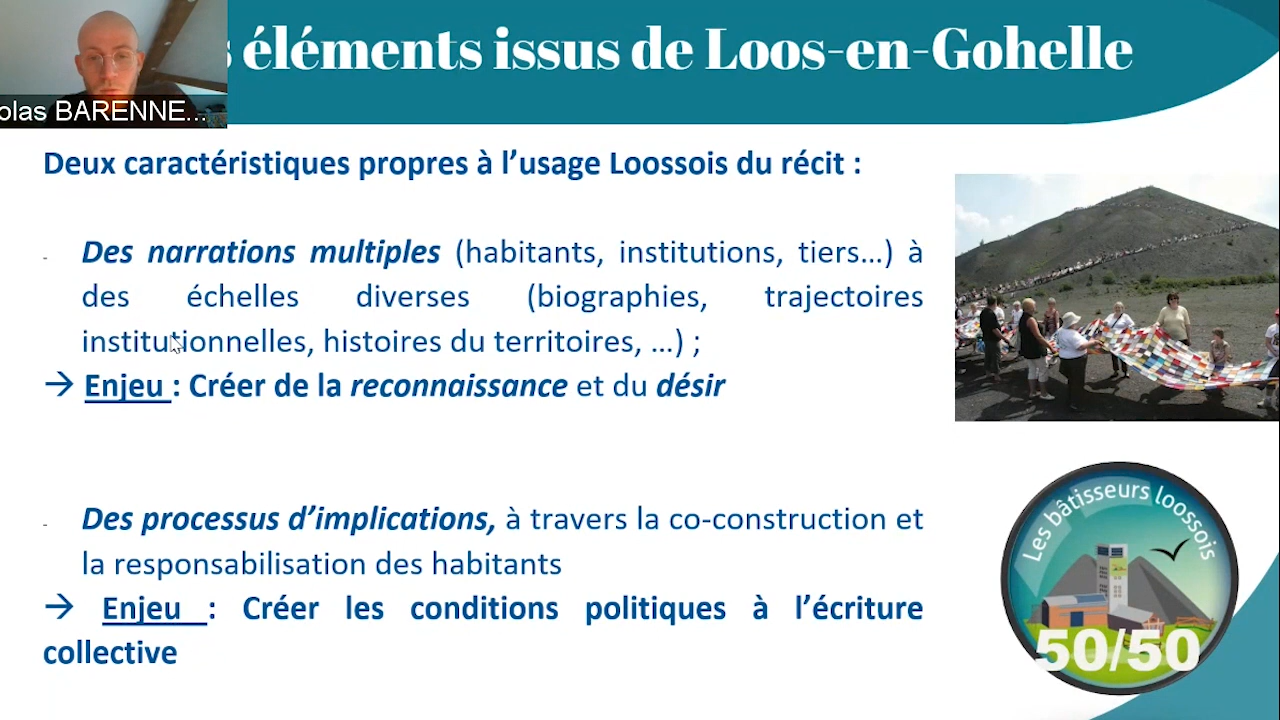 éléments issus de Loos-en-Gohelle
olas BARENNE...
Deux caractéristiques propres à l’usage Loossois du récit :
- Des narrations multiples (habitants, institutions, tiers…) à
des échelles diverses (biographies, trajectoires
institutionnelles, histoires du territoires, …) ;
→ Enjeu : Créer de la reconnaissance et du désir
- Des processus d’implications, à travers la co-construction et
la responsabilisation des habitants
→ Enjeu : Créer les conditions politiques à l’écriture
collective
Les bâtisseurs loossois
50/50